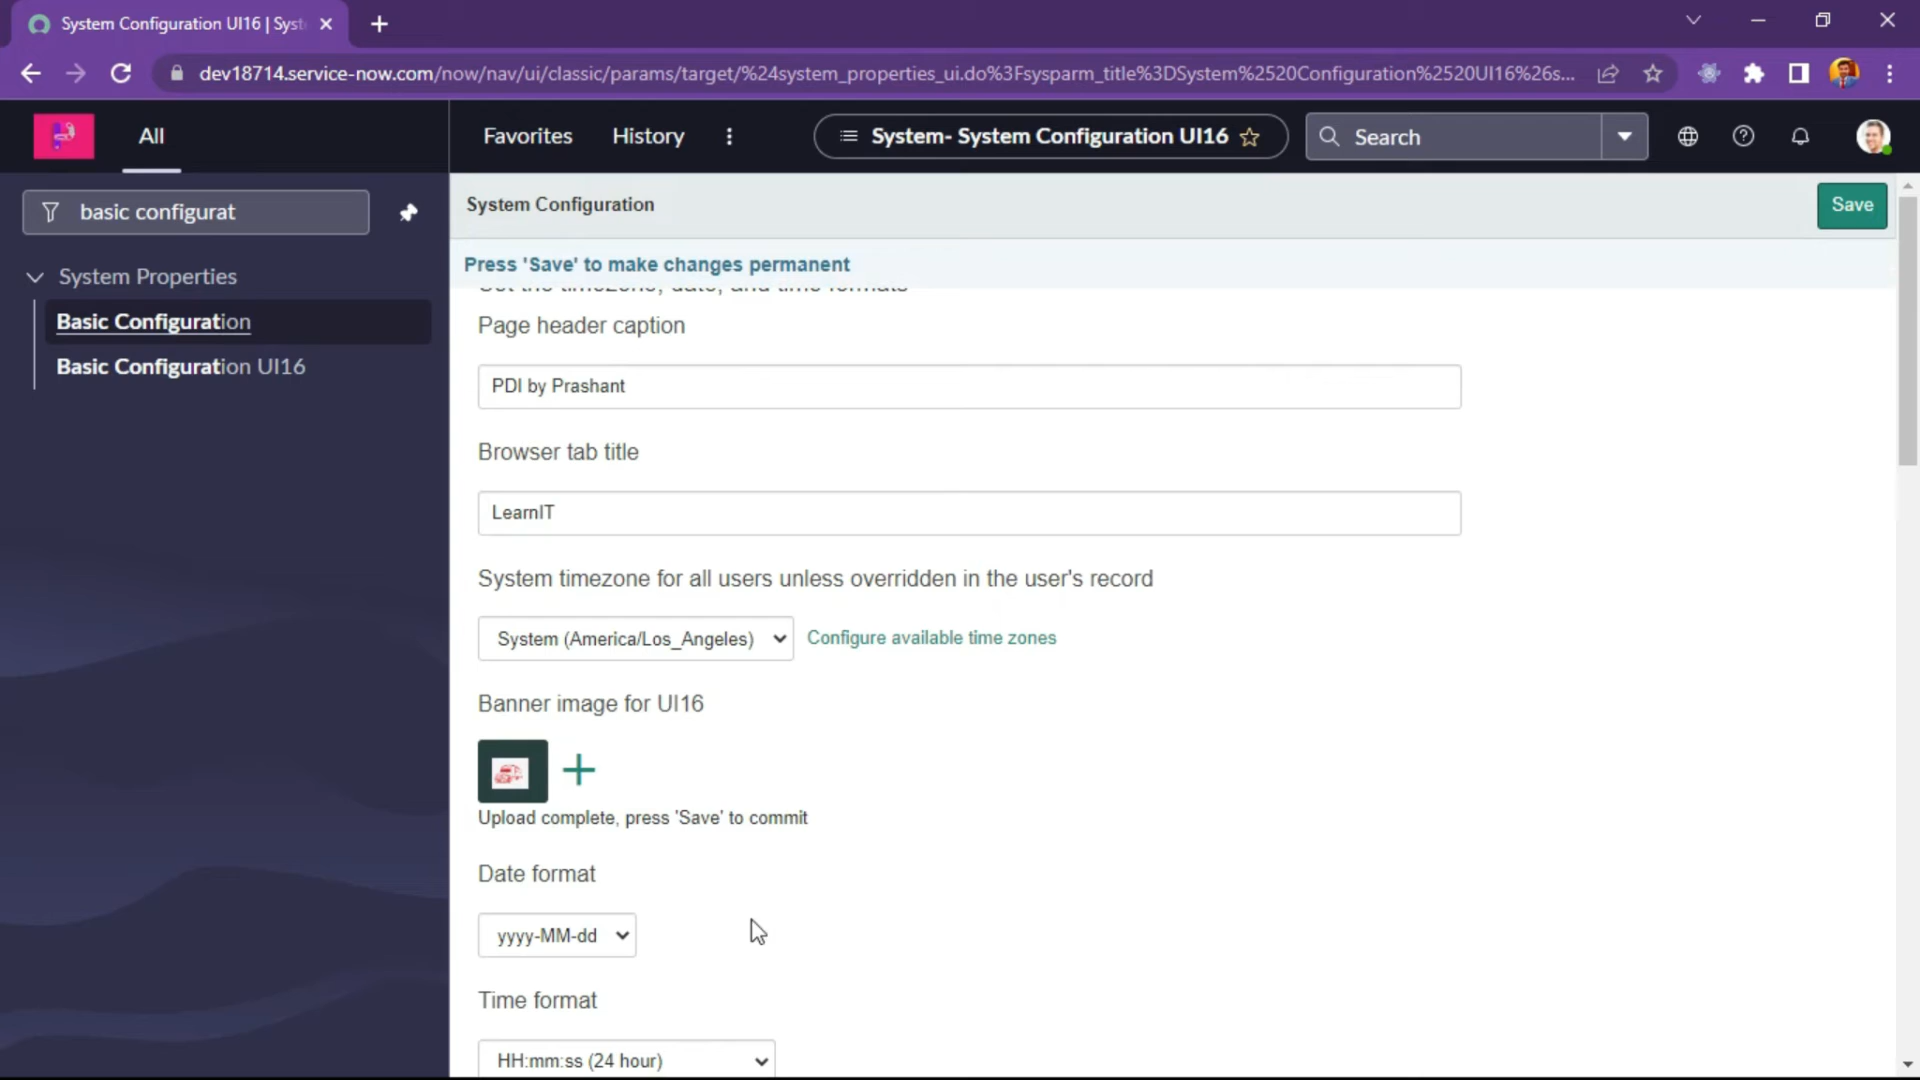 System Configuration UI16 | Syst
dev18714.service-now.com/now/nav/ui/classic/params/target/%24system_properties_ui.do%3Fsysparm_title%3DSystem%2520Configuration%2520UI16%26s...
All
Favorites
History
System- System Configuration UI16
Search
basic configurat
System Configuration
Save
Press 'Save' to make changes permanent
System Properties
Set the timezone, date, and time formats
Basic Configuration
Page header caption
Basic Configuration UI16
PDI by Prashant
Browser tab title
LearnIT
System timezone for all users unless overridden in the user's record
System (America/Los_Angeles)
Configure available time zones
Banner image for UI16
Upload complete, press 'Save' to commit
Date format
yyyy-MM-dd
Time format
HH:mm:ss (24 hour)